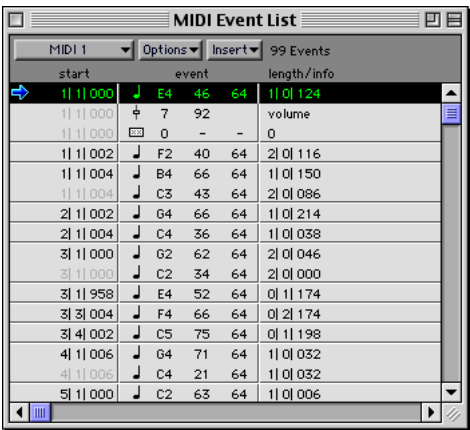 MIDI Event List
MIDI 1 Options Insert 99 Events
start event length/info
1| 1| 000 E4 46 64 1| 0| 124
1| 1| 000 7 92 volume
1| 1| 000 0 - - 0
1| 1| 002 F2 40 64 2| 0| 116
1| 1| 004 B4 66 64 1| 0| 150
1| 1| 004 C3 43 64 2| 0| 086
2| 1| 002 G4 66 64 1| 0| 214
2| 1| 004 C4 36 64 1| 0| 038
3| 1| 000 G2 62 64 2| 0| 046
3| 1| 000 C2 34 64 2| 0| 000
3| 1| 958 E4 52 64 0| 1| 174
3| 3| 004 F4 66 64 0| 2| 174
3| 4| 002 C5 75 64 0| 1| 198
4| 1| 006 G4 71 64 1| 0| 032
4| 1| 006 C4 21 64 1| 0| 032
5| 1| 000 C2 63 64 1| 0| 006